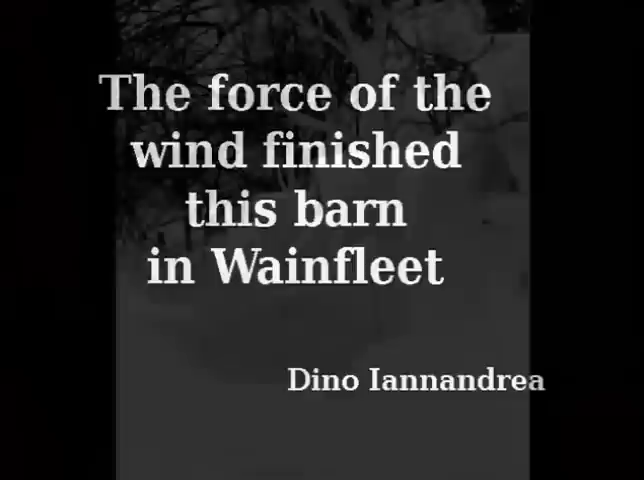 The force of the
wind finished
this barn
in Wainfleet
Dino Iannandrea